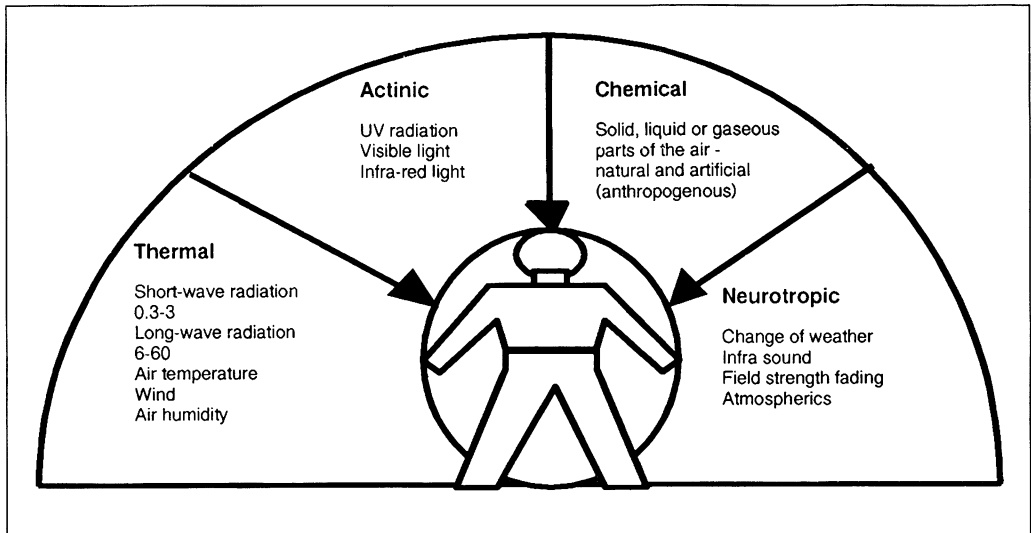 Actinic
UV radiation
Visible light
Infra-red light
Chemical
Solid, liquid or gaseous
parts of the air -
natural and artificial
(anthropogenous)
Thermal
Short-wave radiation
0.3-3
Long-wave radiation
6-60
Air temperature
Wind
Air humidity
Neurotropic
Change of weather
Infra sound
Field strength fading
Atmospherics